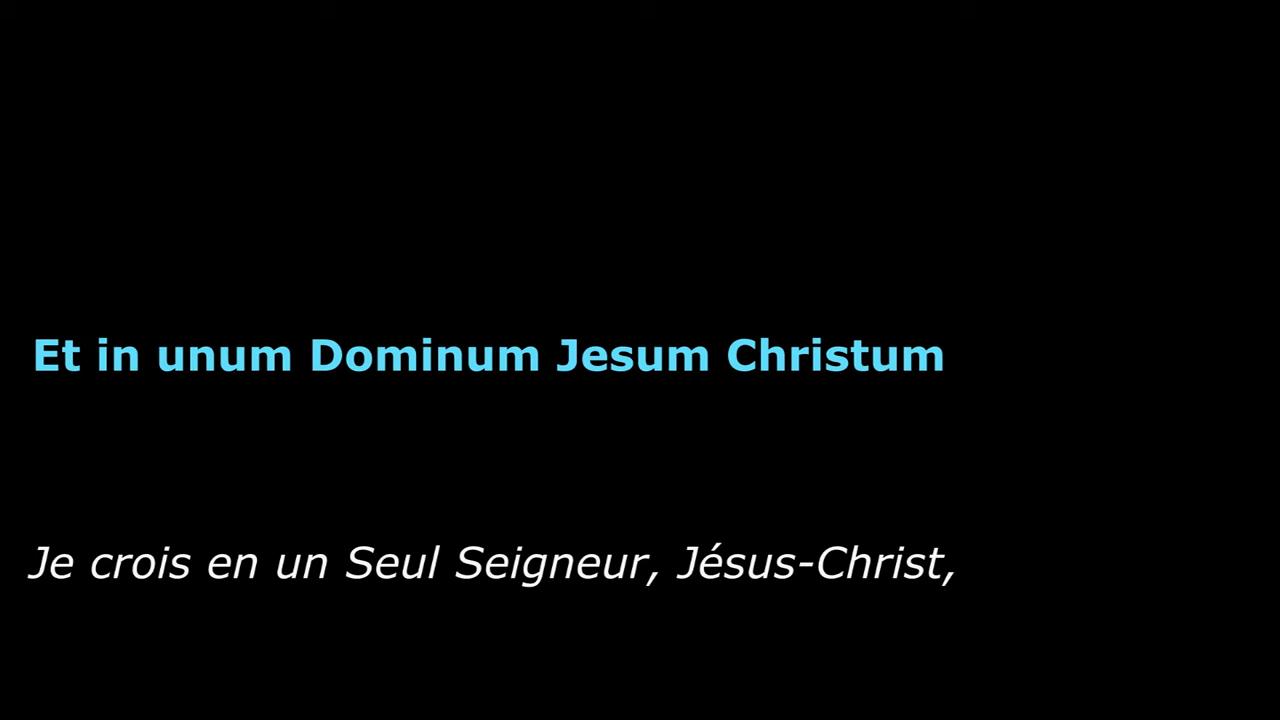 Et in unum Dominum Jesum Christum
Je crois en un Seul Seigneur, Jésus-Christ,